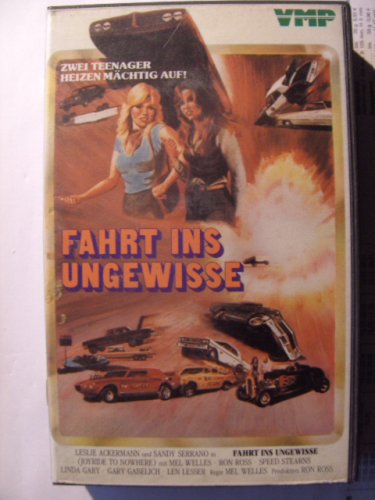 VMP
ZWEI TEENAGER
HEIZEN MÄCHTIG AUF!
FAHRT INS
UNGEWISSE
LESLIE ACKERMANN und SANDY SERRANO in FAHRT INS UNGEWISSE
(JOYRIDE TO NOWHERE) mit MEL WELLES · RON ROSS · SPEED STEARNS
LINDA GARY · GARY GABELICH · LEN LESSER Regie MEL WELLES Produktion RON ROSS